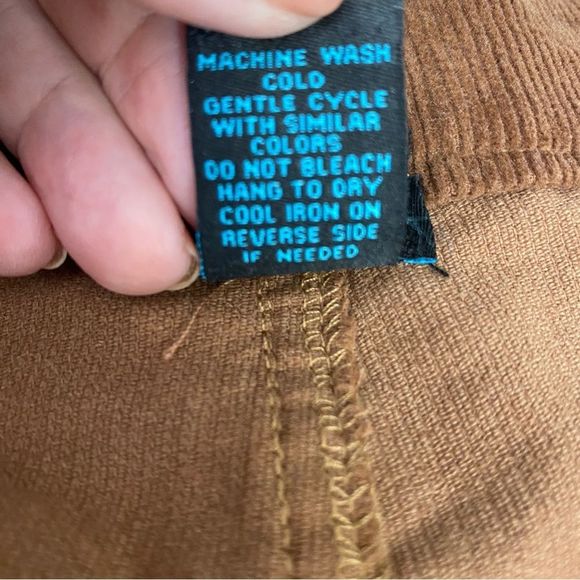 MACHINE WASH
COLD
GENTLE CYCLE
WITH SIMILAR
COLORS
DO NOT BLEACH
HANG TO DRY
COOL IRON ON
REVERSE SIDE
IF NEEDED